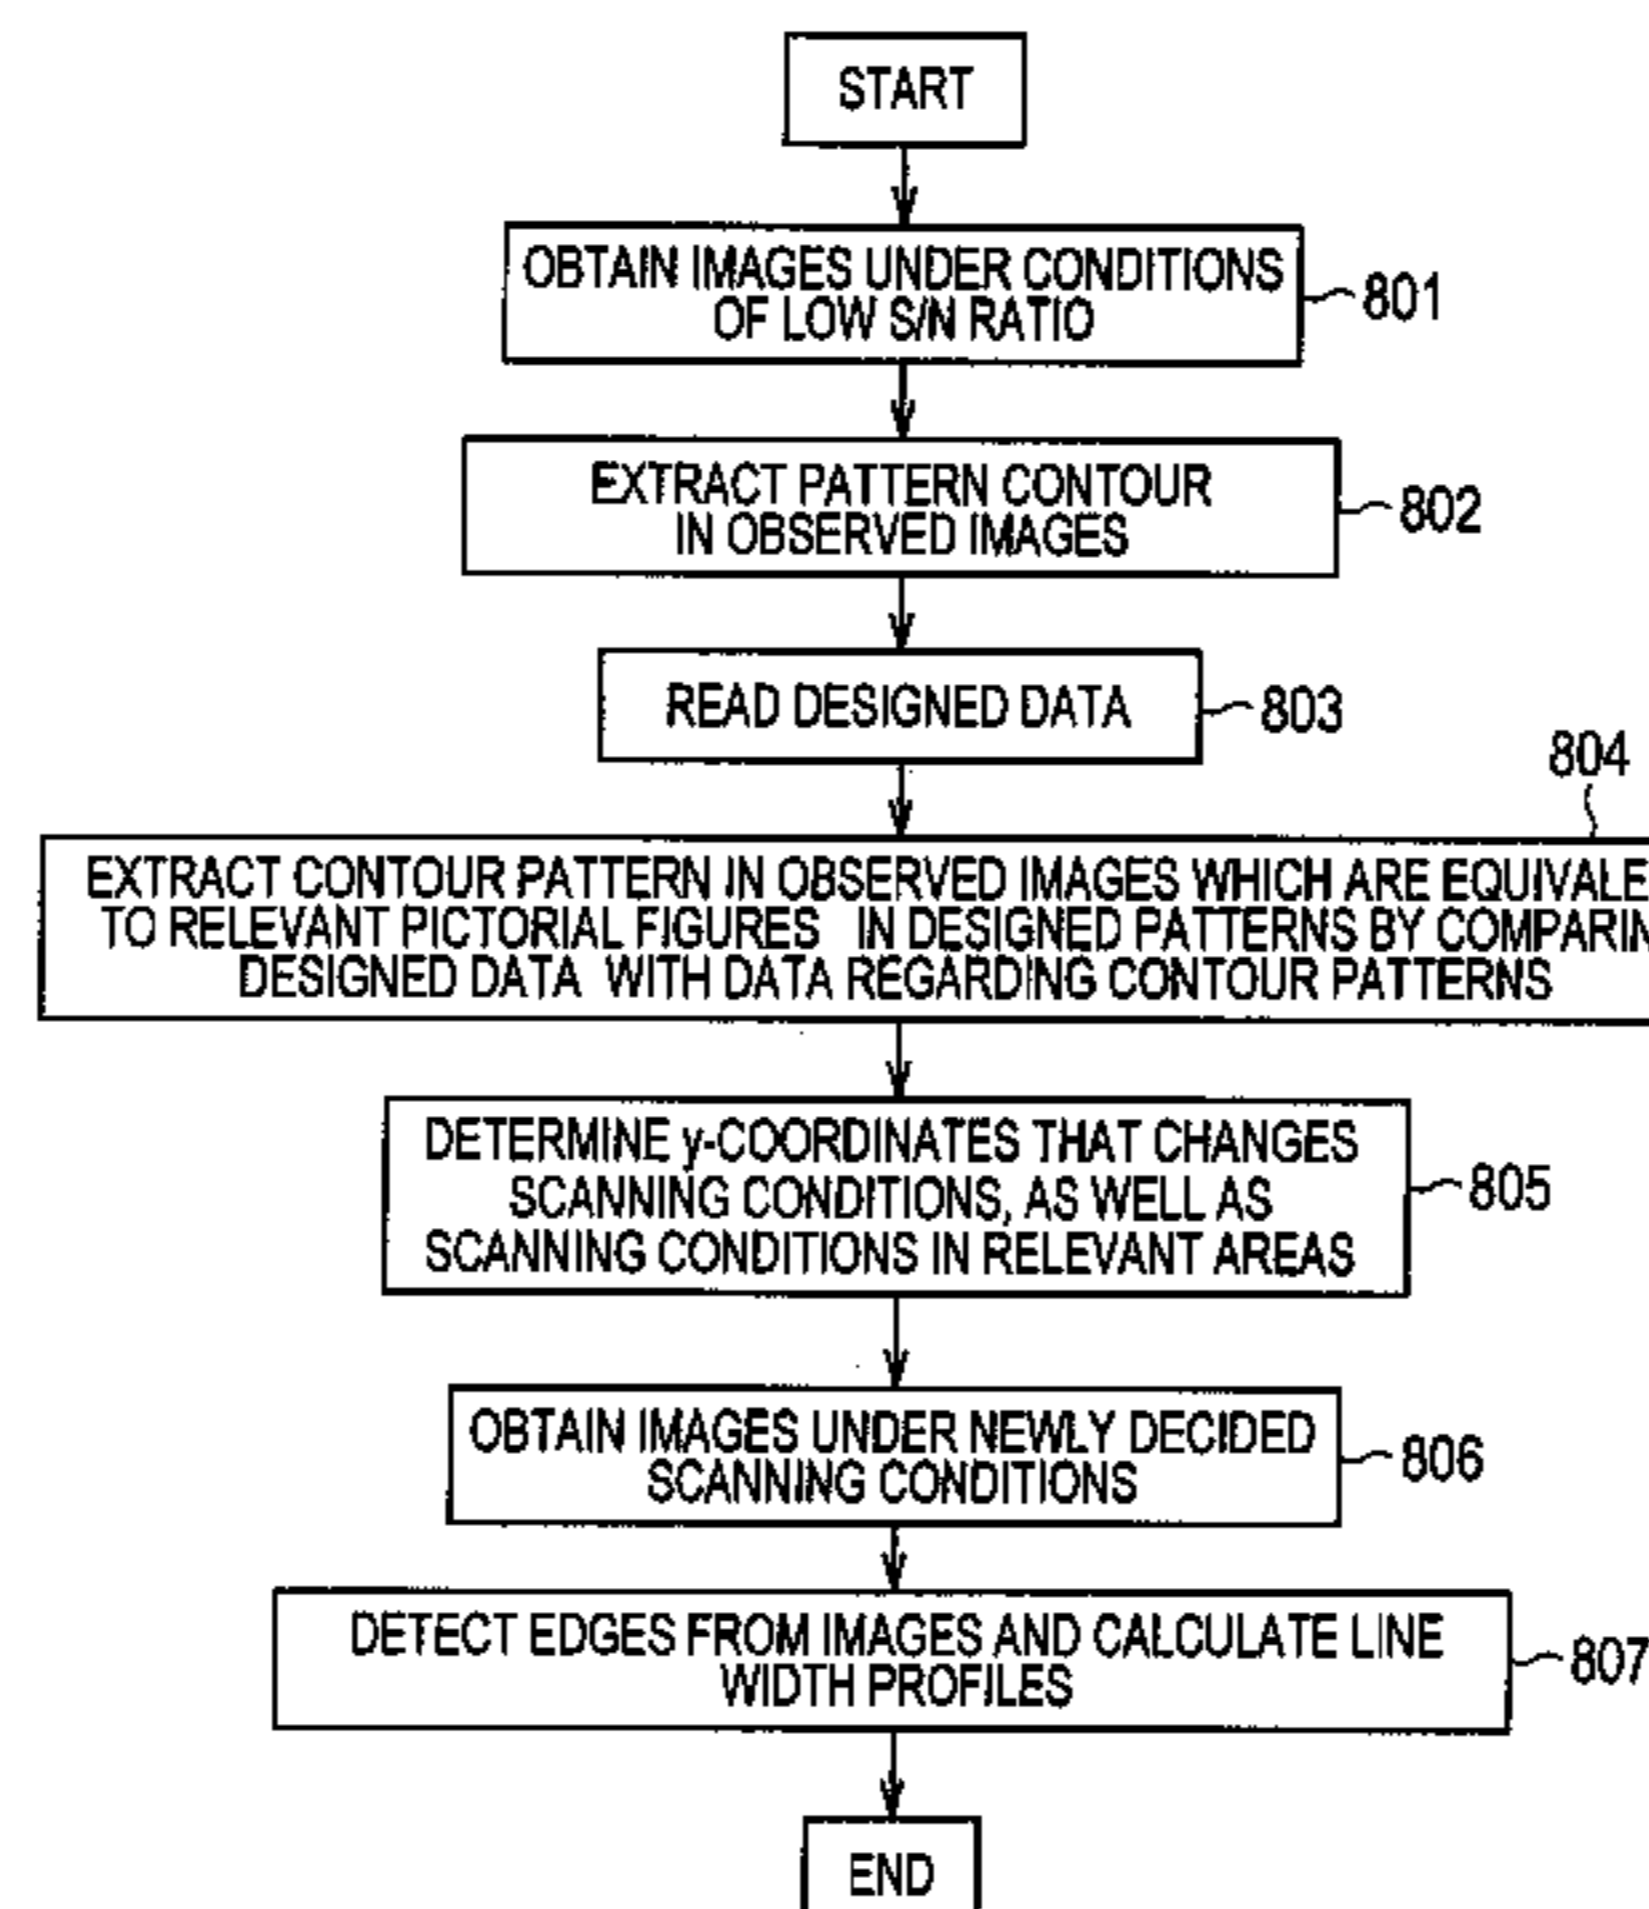 START
OBTAIN IMAGES UNDER CONDITIONS
OF LOW S/N RATIO
801
EXTRACT PATTERN CONTOUR
IN OBSERVED IMAGES
802
READ DESIGNED DATA
803
804
EXTRACT CONTOUR PATTERN IN OBSERVED IMAGES WHICH ARE
TO RELEVANT PICTORIAL FIGURES IN DESIGNED PATTERNS BY
DESIGNED DATA WITH DATA REGARDING CONTOUR PATTERNS
DETERMINE y-COORDINATES THAT CHANGES
SCANNING CONDITIONS, AS WELL AS
SCANNING CONDITIONS IN RELEVANT AREAS
805
OBTAIN IMAGES UNDER NEWLY DECIDED
SCANNING CONDITIONS
806
DETECT EDGES FROM IMAGES AND CALCULATE LINE
WIDTH PROFILES
807
END